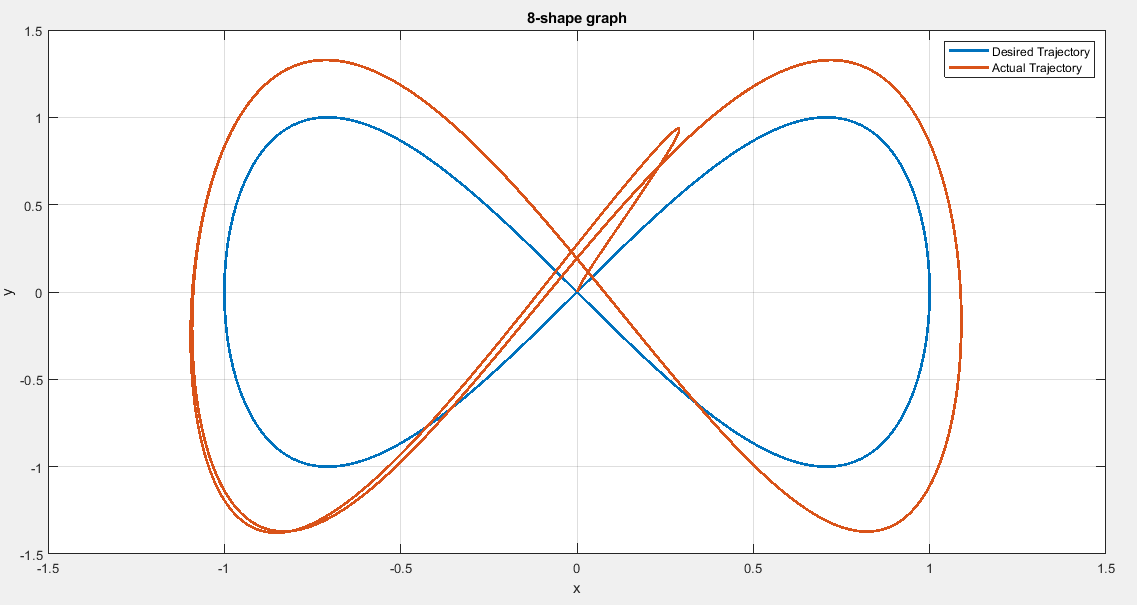 8-shape graph
Desired Trajectory
Actual Trajectory
1.5
1
0.5
0
-0.5
-1
-1.5
y
-1.5 -1 -0.5 0 0.5 1 1.5
x